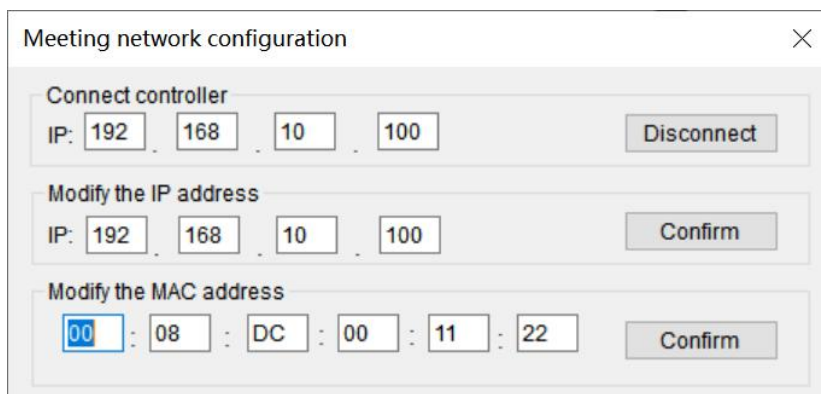 Meeting network configuration
Connect controller
IP: 192 . 168 . 10 . 100 Disconnect
Modify the IP address
IP: 192 . 168 . 10 . 100 Confirm
Modify the MAC address
00 : 08 : DC : 00 : 11 : 22 Confirm